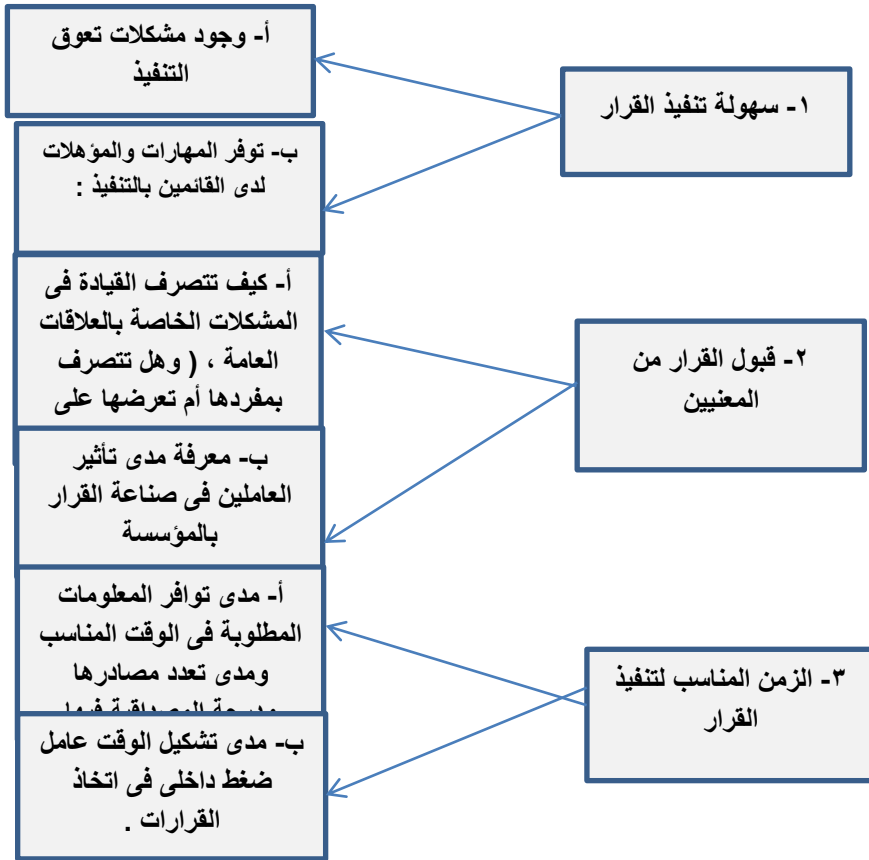 ١- سهولة تنفيذ القرار
أ- وجود مشكلات تعوق
التنفيذ
ب- توفر المهارات والمؤهلات
لدى القائمين بالتنفيذ :
٢- قبول القرار من
المعنيين
أ- كيف تتصرف القيادة فى
المشكلات الخاصة بالعلاقات
العامة ، ( وهل تتصرف
بمفردها أم تعرضها على
ب- معرفة مدى تأثير
العاملين فى صناعة القرار
بالمؤسسة
٣- الزمن المناسب لتنفيذ
القرار
أ- مدى توافر المعلومات
المطلوبة فى الوقت المناسب
ومدى تعدد مصادرها
ودرجة المصداقية فيها
ب- مدى تشكيل الوقت عامل
ضغط داخلى فى اتخاذ
القرارات .